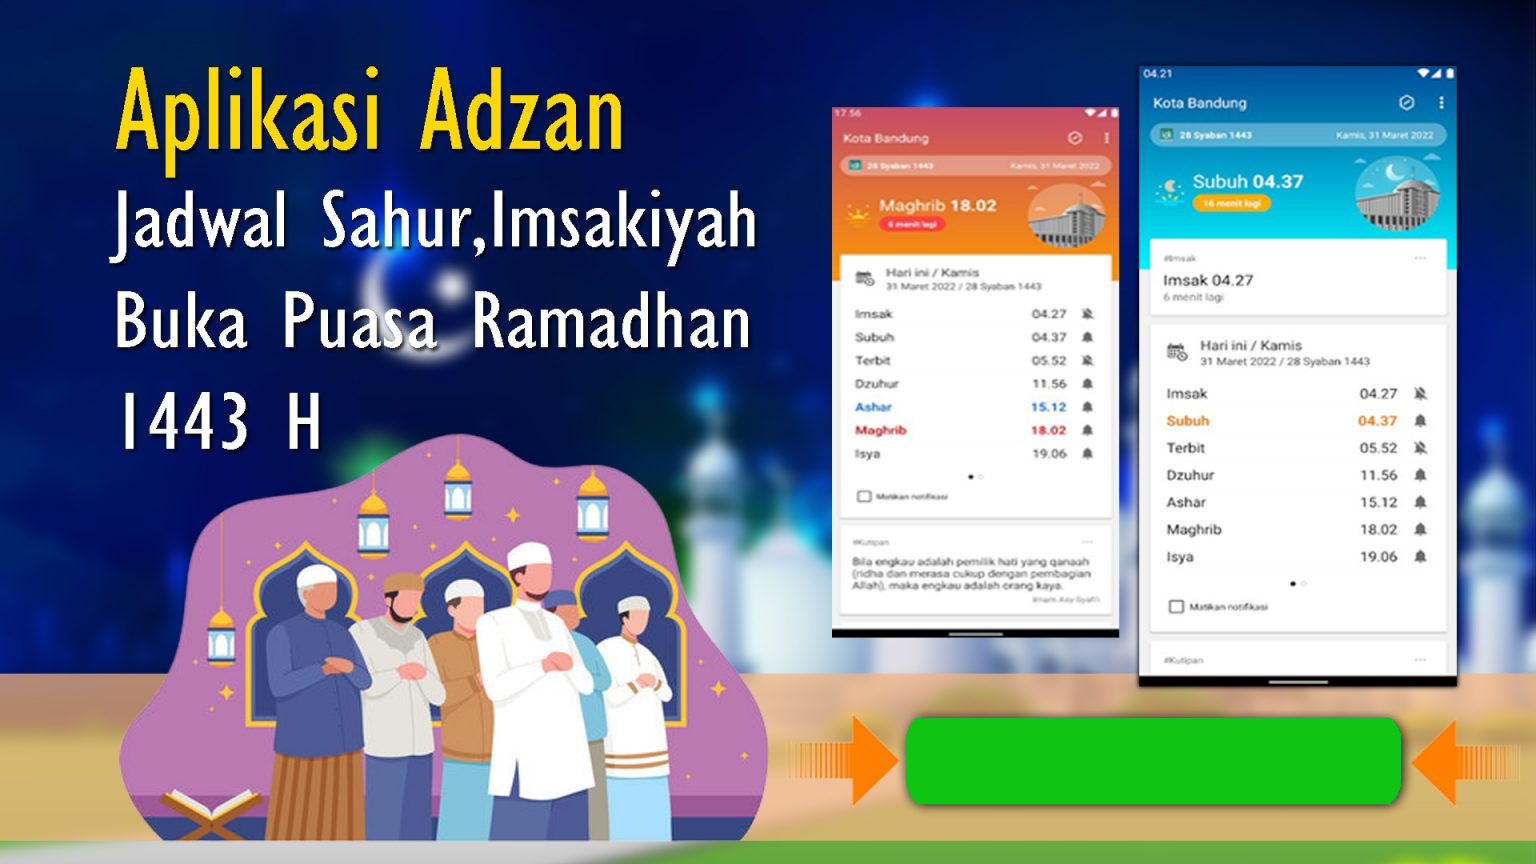 Aplikasi Adzan
Jadwal Sahur,Imsakiyah
Buka Puasa Ramadhan
1443 H
17.56
Kota Bandung
28 Syaban 1443 Kamis, 31 Maret 2022
Maghrib 18.02
6 menit lagi
Hari ini / Kamis
31 Maret 2022 / 28 Syaban 1443
Imsak 04.27
Subuh 04.37
Terbit 05.52
Dzuhur 11.56
Ashar 15.12
Maghrib 18.02
Isya 19.06
Matikan notifikasi
#Kutipan
Bila engkau adalah pemilik hati yang qanaah
(ridha dan merasa cukup dengan pembagian
Allah), maka engkau adalah orang kaya.
Imam Asy-Syafi'i
04.21
Kota Bandung
28 Syaban 1443 Kamis, 31 Maret 2022
Subuh 04.37
16 menit lagi
#Imsak
Imsak 04.27
6 menit lagi
Hari ini / Kamis
31 Maret 2022 / 28 Syaban 1443
Imsak 04.27
Subuh 04.37
Terbit 05.52
Dzuhur 11.56
Ashar 15.12
Maghrib 18.02
Isya 19.06
Matikan notifikasi
#Kutipan